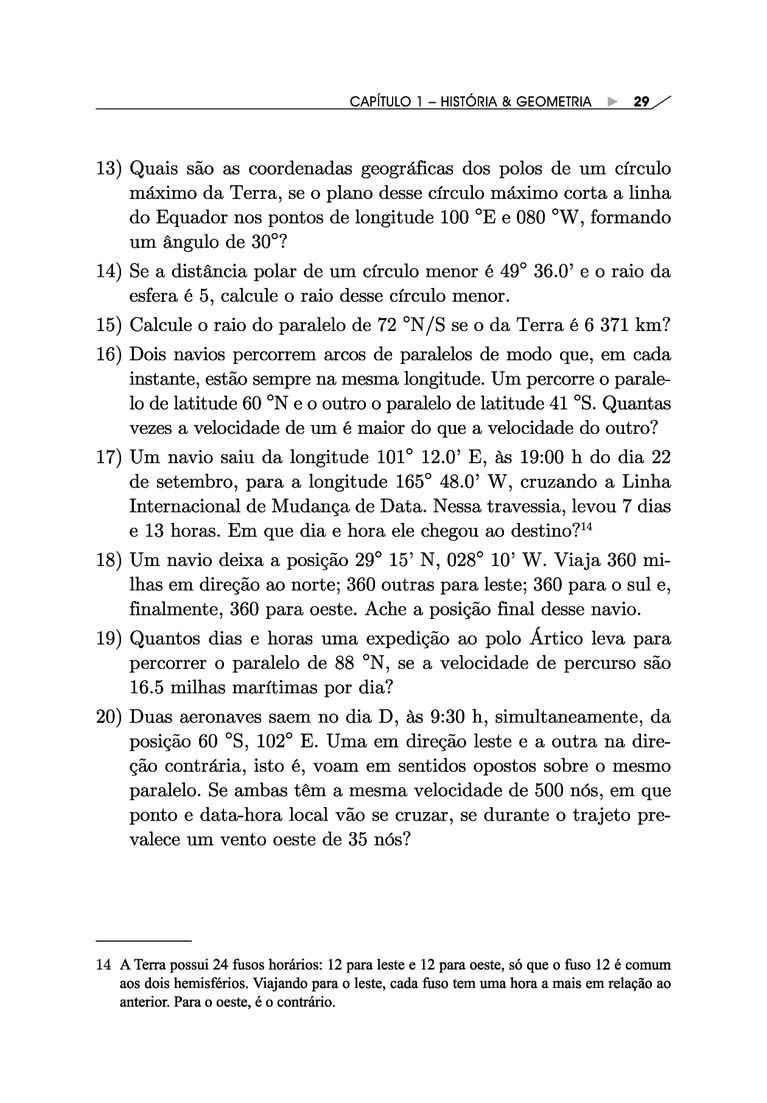 CAPÍTULO 1 – HISTÓRIA & GEOMETRIA ▶ 29
13) Quais são as coordenadas geográficas dos polos de um círculo
máximo da Terra, se o plano desse círculo máximo corta a linha
do Equador nos pontos de longitude 100 °E e 080 °W, formando
um ângulo de 30°?
14) Se a distância polar de um círculo menor é 49° 36.0’ e o raio da
esfera é 5, calcule o raio desse círculo menor.
15) Calcule o raio do paralelo de 72 °N/S se o da Terra é 6 371 km?
16) Dois navios percorrem arcos de paralelos de modo que, em cada
instante, estão sempre na mesma longitude. Um percorre o parale-
lo de latitude 60 °N e o outro o paralelo de latitude 41 °S. Quantas
vezes a velocidade de um é maior do que a velocidade do outro?
17) Um navio saiu da longitude 101° 12.0’ E, às 19:00 h do dia 22
de setembro, para a longitude 165° 48.0’ W, cruzando a Linha
Internacional de Mudança de Data. Nessa travessia, levou 7 dias
e 13 horas. Em que dia e hora ele chegou ao destino?¹⁴
18) Um navio deixa a posição 29° 15’ N, 028° 10’ W. Viaja 360 mi-
lhas em direção ao norte; 360 outras para leste; 360 para o sul e,
finalmente, 360 para oeste. Ache a posição final desse navio.
19) Quantos dias e horas uma expedição ao polo Ártico leva para
percorrer o paralelo de 88 °N, se a velocidade de percurso são
16.5 milhas marítimas por dia?
20) Duas aeronaves saem no dia D, às 9:30 h, simultaneamente, da
posição 60 °S, 102° E. Uma em direção leste e a outra na dire-
ção contrária, isto é, voam em sentidos opostos sobre o mesmo
paralelo. Se ambas têm a mesma velocidade de 500 nós, em que
ponto e data-hora local vão se cruzar, se durante o trajeto pre-
valece um vento oeste de 35 nós?
14 A Terra possui 24 fusos horários: 12 para leste e 12 para oeste, só que o fuso 12 é comum
aos dois hemisférios. Viajando para o leste, cada fuso tem uma hora a mais em relação ao
anterior. Para o oeste, é o contrário.